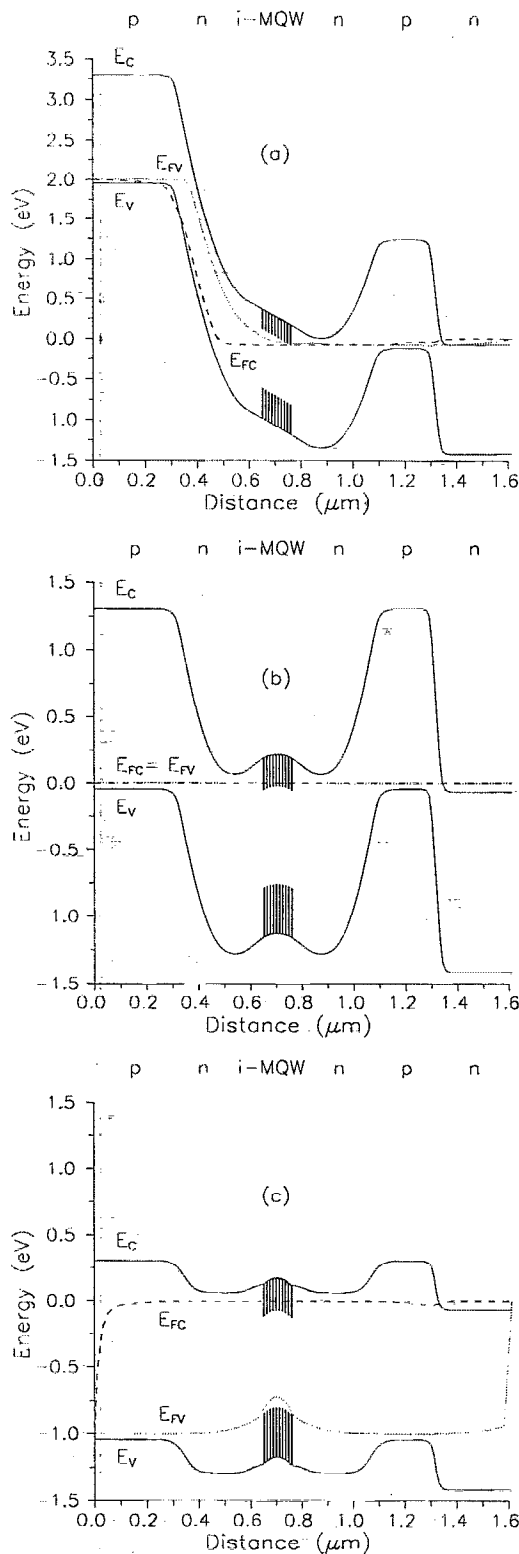 p n i-MQW n p n
E_C
3.5
3.0
(a)
2.5
E_FV
2.0
E_V
1.5
1.0
0.5
0.0
E_FC
-0.5
1.0
1.5
Energy (eV)
0.0 0.2 0.4 0.6 0.8 1.0 1.2 1.4 1.6
Distance (μm)
p n i-MQW n p n
1.5
E_C
1.0
(b)
0.5
E_FC = E_FV
0.0
E_V
-0.5
1.0
-1.5
Energy (eV)
0.0 0.2 0.4 0.6 0.8 1.0 1.2 1.4 1.6
Distance (μm)
p n i-MQW n p n
1.5
1.0
(c)
0.5
E_C
0.0
E_FC
-0.5
E_FV
-1.0
E_V
-1.5
Energy (eV)
0.0 0.2 0.4 0.6 0.8 1.0 1.2 1.4 1.6
Distance (μm)